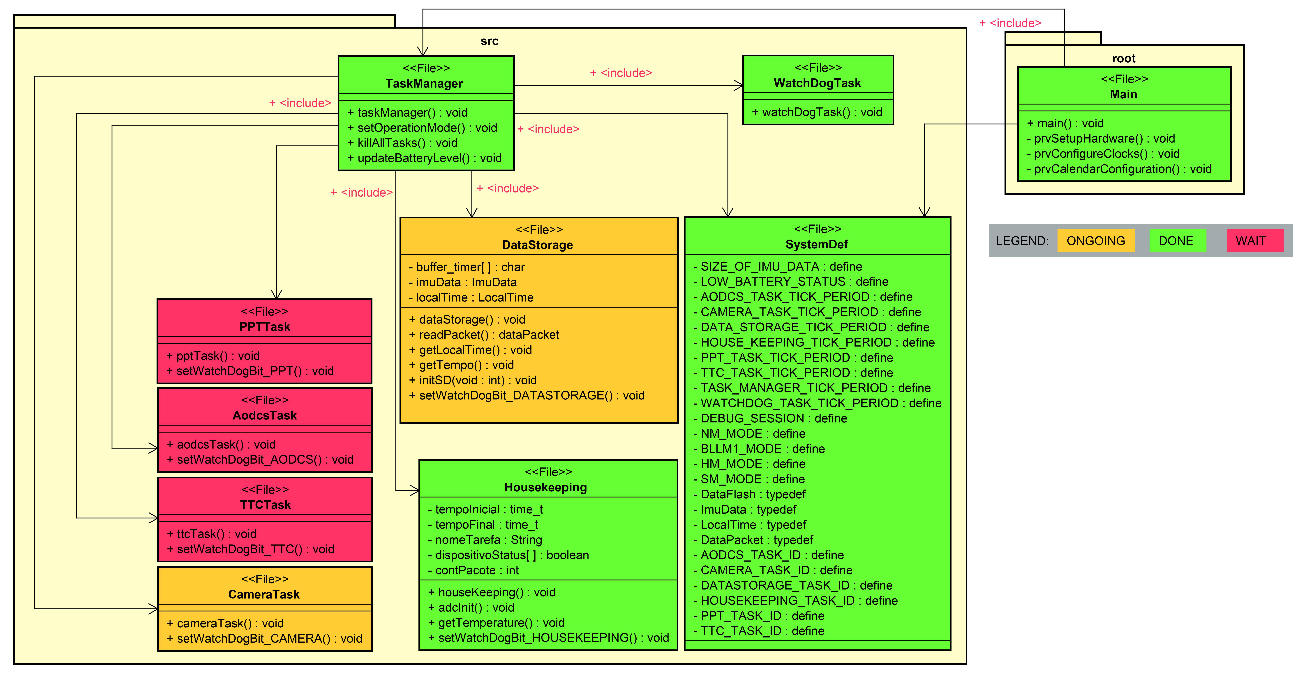 src
+ <include>
root
<<File>>
Main
+ main() : void
- prvSetupHardware() : void
- prvConfigureClocks() : void
- prvCalendarConfiguration() : void
<<File>>
TaskManager
+ taskManager() : void
+ setOperationMode() : void
+ killAllTasks() : void
+ updateBatteryLevel() : void
+ <include>
<<File>>
WatchDogTask
+ watchDogTask() : void
+ <include>
+ <include>
+ <include>
+ <include>
LEGEND:
ONGOING
DONE
WAIT
<<File>>
DataStorage
- buffer_timer[ ] : char
- imuData : ImuData
- localTime : LocalTime
+ dataStorage() : void
+ readPacket() : dataPacket
+ getLocalTime() : void
+ getTempo() : void
+ initSD(void : int) : void
+ setWatchDogBit_DATASTORAGE() : void
<<File>>
SystemDef
- SIZE_OF_IMU_DATA : define
- LOW_BATTERY_STATUS : define
- AODCS_TASK_TICK_PERIOD : define
- CAMERA_TASK_TICK_PERIOD : define
- DATA_STORAGE_TICK_PERIOD : define
- HOUSE_KEEPING_TICK_PERIOD : define
- PPT_TASK_TICK_PERIOD : define
- TTC_TASK_TICK_PERIOD : define
- TASK_MANAGER_TICK_PERIOD : define
- WATCHDOG_TASK_TICK_PERIOD : define
- DEBUG_SESSION : define
- NM_MODE : define
- BLLM1_MODE : define
- HM_MODE : define
- SM_MODE : define
- DataFlash : typedef
- ImuData : typedef
- LocalTime : typedef
- DataPacket : typedef
- AODCS_TASK_ID : define
- CAMERA_TASK_ID : define
- DATASTORAGE_TASK_ID : define
- HOUSEKEEPING_TASK_ID : define
- PPT_TASK_ID : define
- TTC_TASK_ID : define
<<File>>
PPTTask
+ pptTask() : void
+ setWatchDogBit_PPT() : void
<<File>>
AodcsTask
+ aodcsTask() : void
+ setWatchDogBit_AODCS() : void
<<File>>
TTCTask
+ ttcTask() : void
+ setWatchDogBit_TTC() : void
<<File>>
CameraTask
+ cameraTask() : void
+ setWatchDogBit_CAMERA() : void
<<File>>
Housekeeping
- tempoInicial : time_t
- tempoFinal : time_t
- nomeTarefa : String
- dispositivoStatus[ ] : boolean
- contPacote : int
+ houseKeeping() : void
+ adcInit() : void
+ getTemperature() : void
+ setWatchDogBit_HOUSEKEEPING() : void